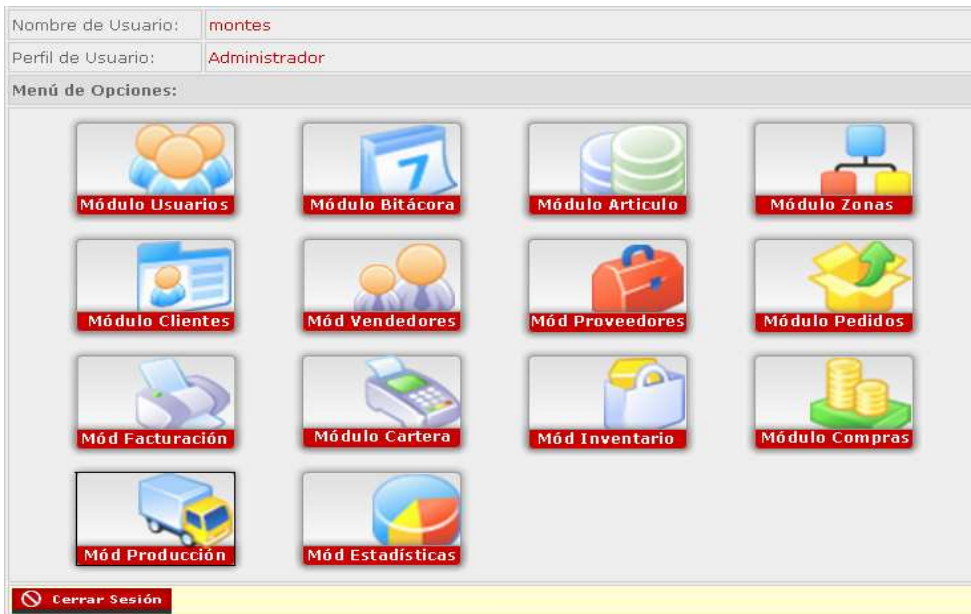 Nombre de Usuario: montes
Perfil de Usuario: Administrador
Menú de Opciones:
7
Módulo Usuarios Módulo Bitácora Módulo Articulo Módulo Zonas
Módulo Clientes Mód Vendedores Mód Proveedores Módulo Pedidos
Mód Facturación Módulo Cartera Mód Inventario Módulo Compras
Mód Producción Mód Estadísticas
Cerrar Sesión